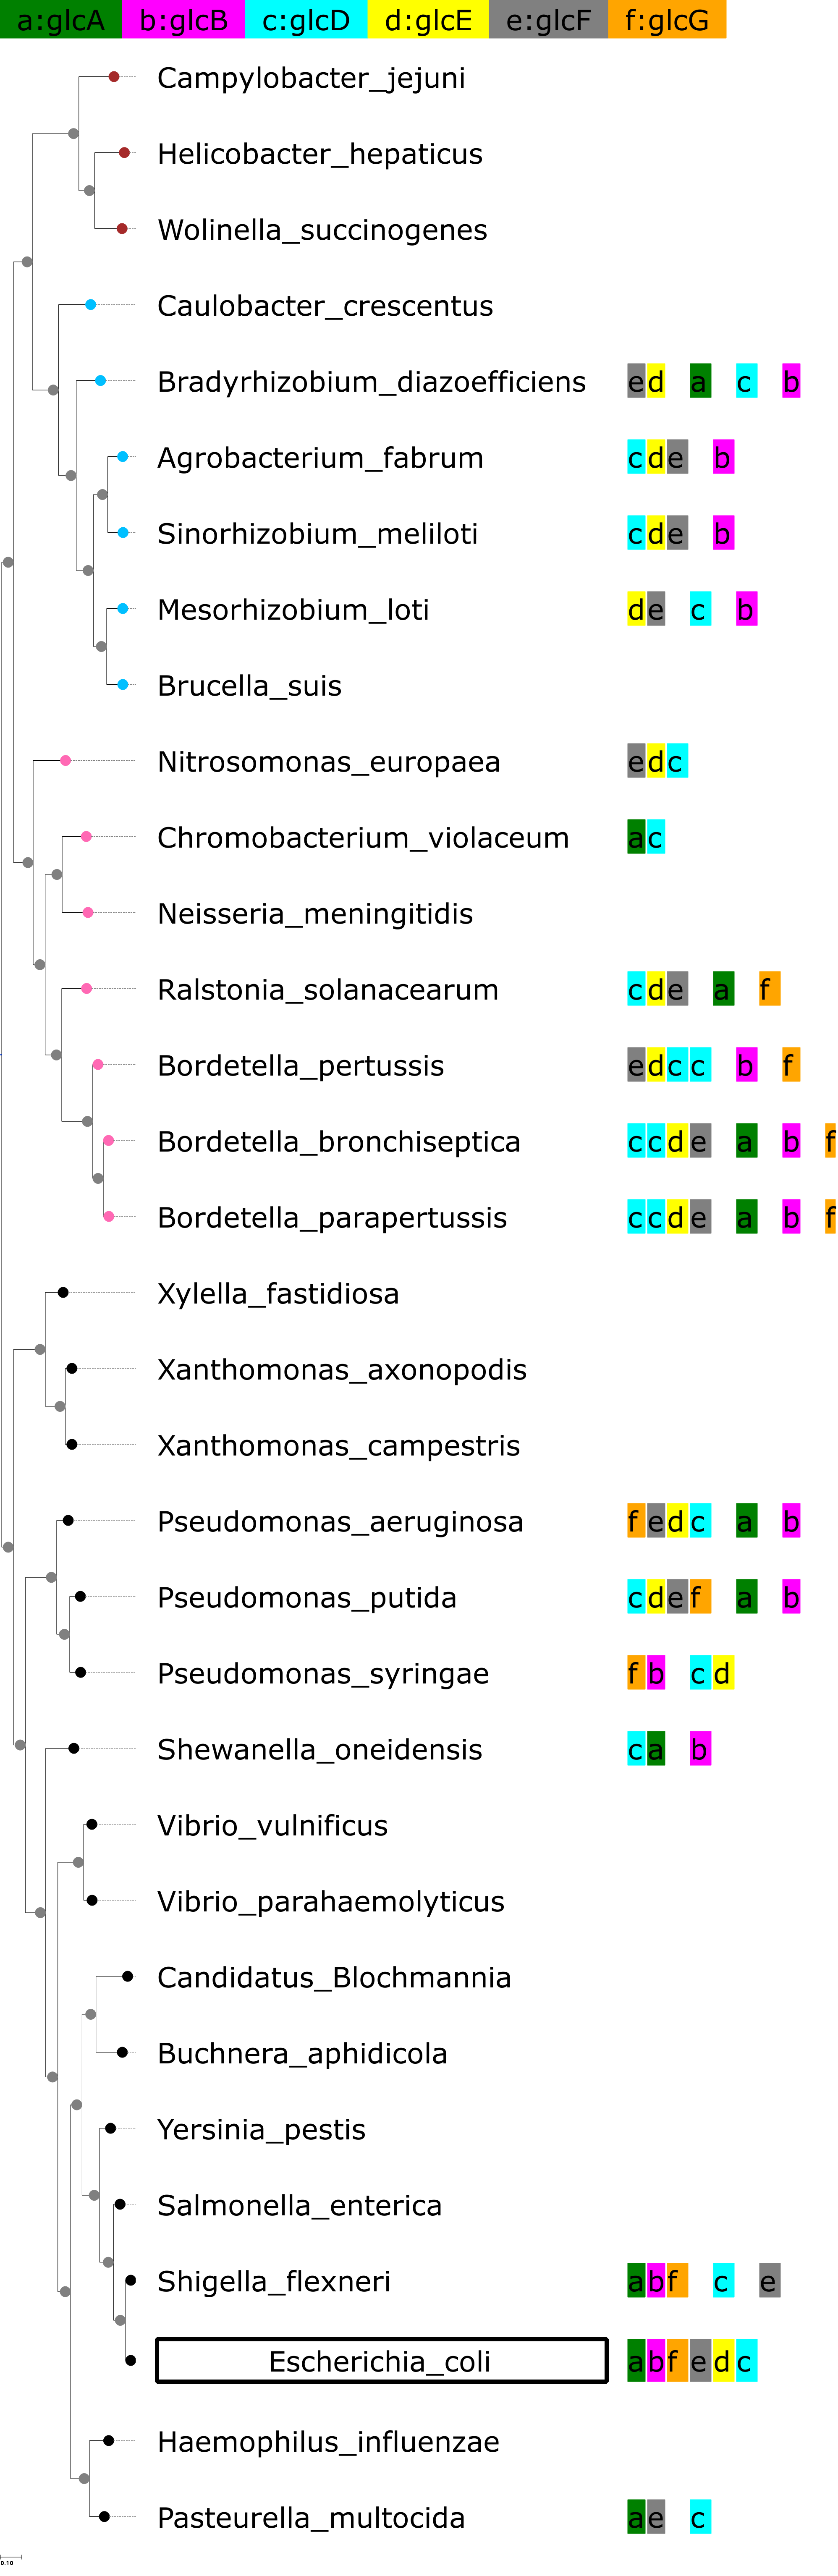 a:glcA b:glcB c:glcD d:glcE e:glcF f:glcG
Campylobacter_jejuni
Helicobacter_hepaticus
Wolinella_succinogenes
Caulobacter_crescentus
Bradyrhizobium_diazoefficiens e d a c b
Agrobacterium_fabrum c d e b
Sinorhizobium_meliloti c d e b
Mesorhizobium_loti d e c b
Brucella_suis
Nitrosomonas_europaea e d c
Chromobacterium_violaceum a c
Neisseria_meningitidis
Ralstonia_solanacearum c d e a f
Bordetella_pertussis e d c c b f
Bordetella_bronchiseptica c c d e a b f
Bordetella_parapertussis c c d e a b f
Xylella_fastidiosa
Xanthomonas_axonopodis
Xanthomonas_campestris
Pseudomonas_aeruginosa f e d c a b
Pseudomonas_putida c d e f a b
Pseudomonas_syringae f b c d
Shewanella_oneidensis c a b
Vibrio_vulnificus
Vibrio_parahaemolyticus
Candidatus_Blochmannia
Buchnera_aphidicola
Yersinia_pestis
Salmonella_enterica
Shigella_flexneri a b f c e
Escherichia_coli a b f e d c
Haemophilus_influenzae
Pasteurella_multocida a e c
0.10